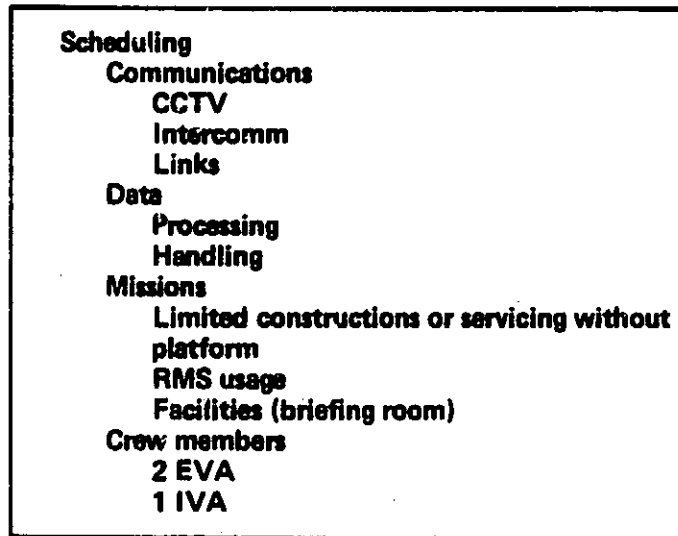 Scheduling
Communications
CCTV
Intercomm
Links
Data
Processing
Handling
Missions
Limited constructions or servicing without
platform
RMS usage
Facilities (briefing room)
Crew members
2 EVA
1 IVA